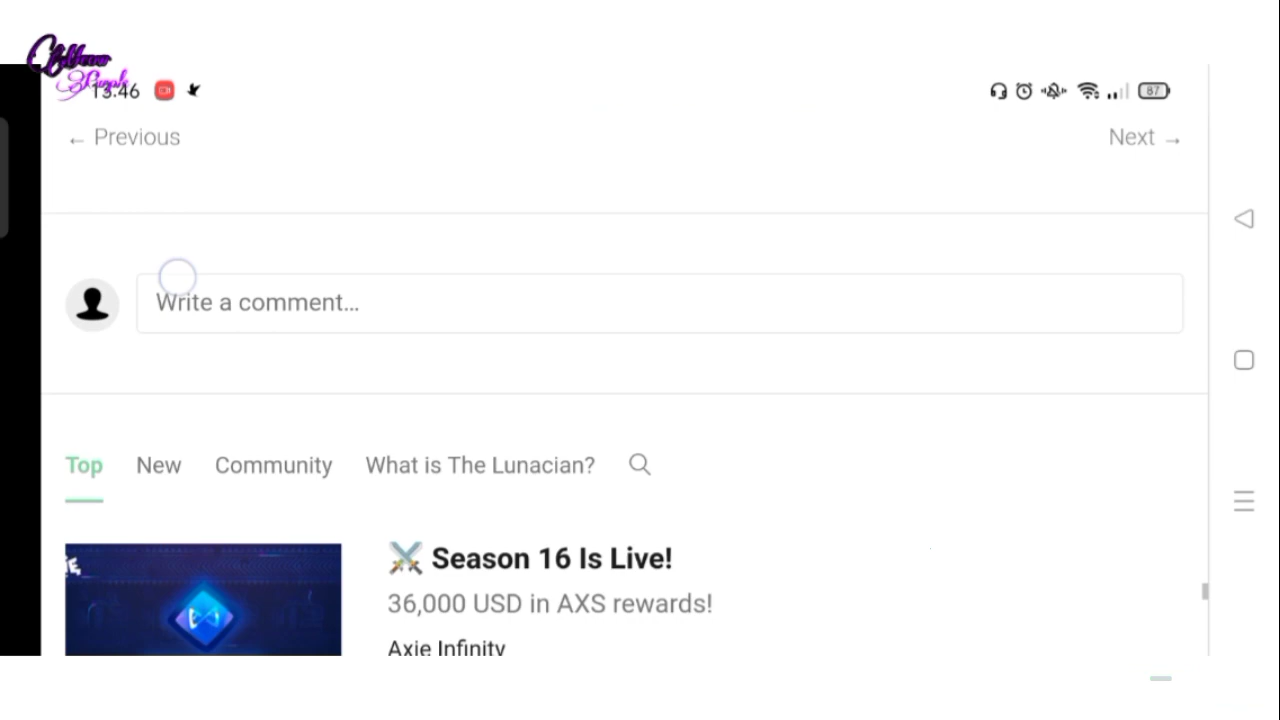 13.46
87
← Previous
Next →
Write a comment...
Top New Community What is The Lunacian?
⚔️ Season 16 Is Live!
36,000 USD in AXS rewards!
Axie Infinity